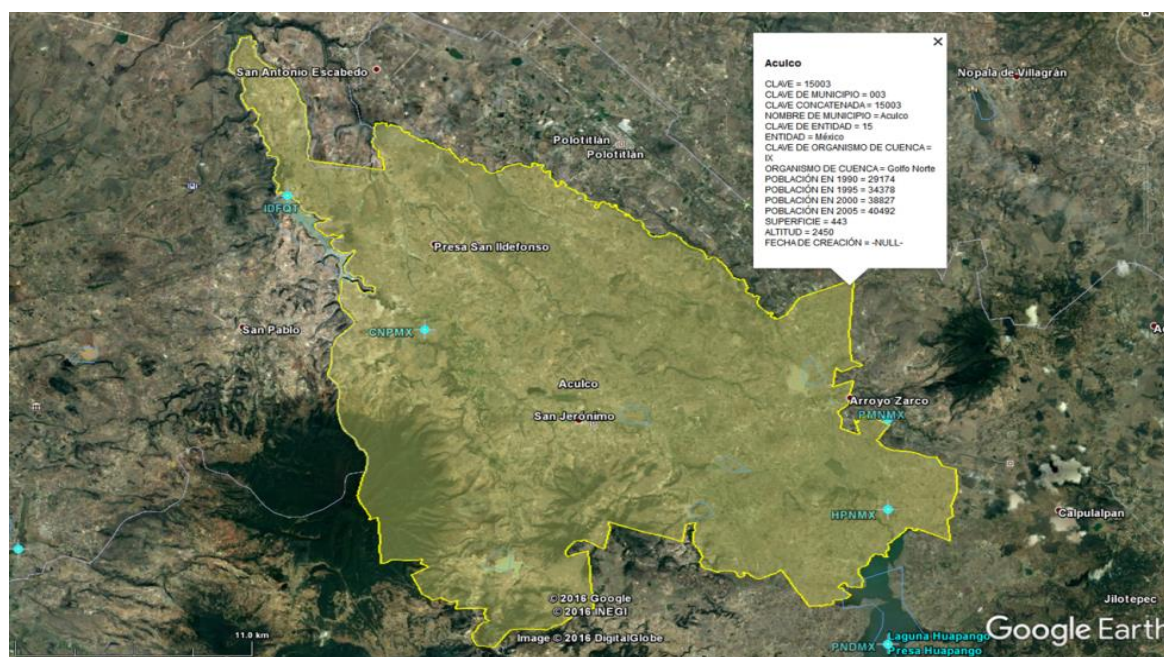 San Antonio Escabedo
Nopala de Villagrán
Polotitlán
Polotitlán
Aculco
CLAVE = 15003
CLAVE DE MUNICIPIO = 003
CLAVE CONCATENADA = 15003
NOMBRE DE MUNICIPIO = Aculco
CLAVE DE ENTIDAD = 15
ENTIDAD = México
CLAVE DE ORGANISMO DE CUENCA =
IX
ORGANISMO DE CUENCA = Golfo Norte
POBLACIÓN EN 1990 = 29174
POBLACIÓN EN 1995 = 34378
POBLACIÓN EN 2000 = 38827
POBLACIÓN EN 2005 = 40492
SUPERFICIE = 443
ALTITUD = 2450
FECHA DE CREACIÓN = -NULL-
IDFQT
Presa San Ildefonso
San Pablo
CNPMX
Aculco
San Jerónimo
Arroyo Zarco
PMNMX
HPNMX
Calpulalpan
Jilotepec
© 2016 Google
© 2016 INEGI
Image © 2016 DigitalGlobe
11.0 km
Laguna Huapango
PNDMX
Presa Huapango
Google Earth